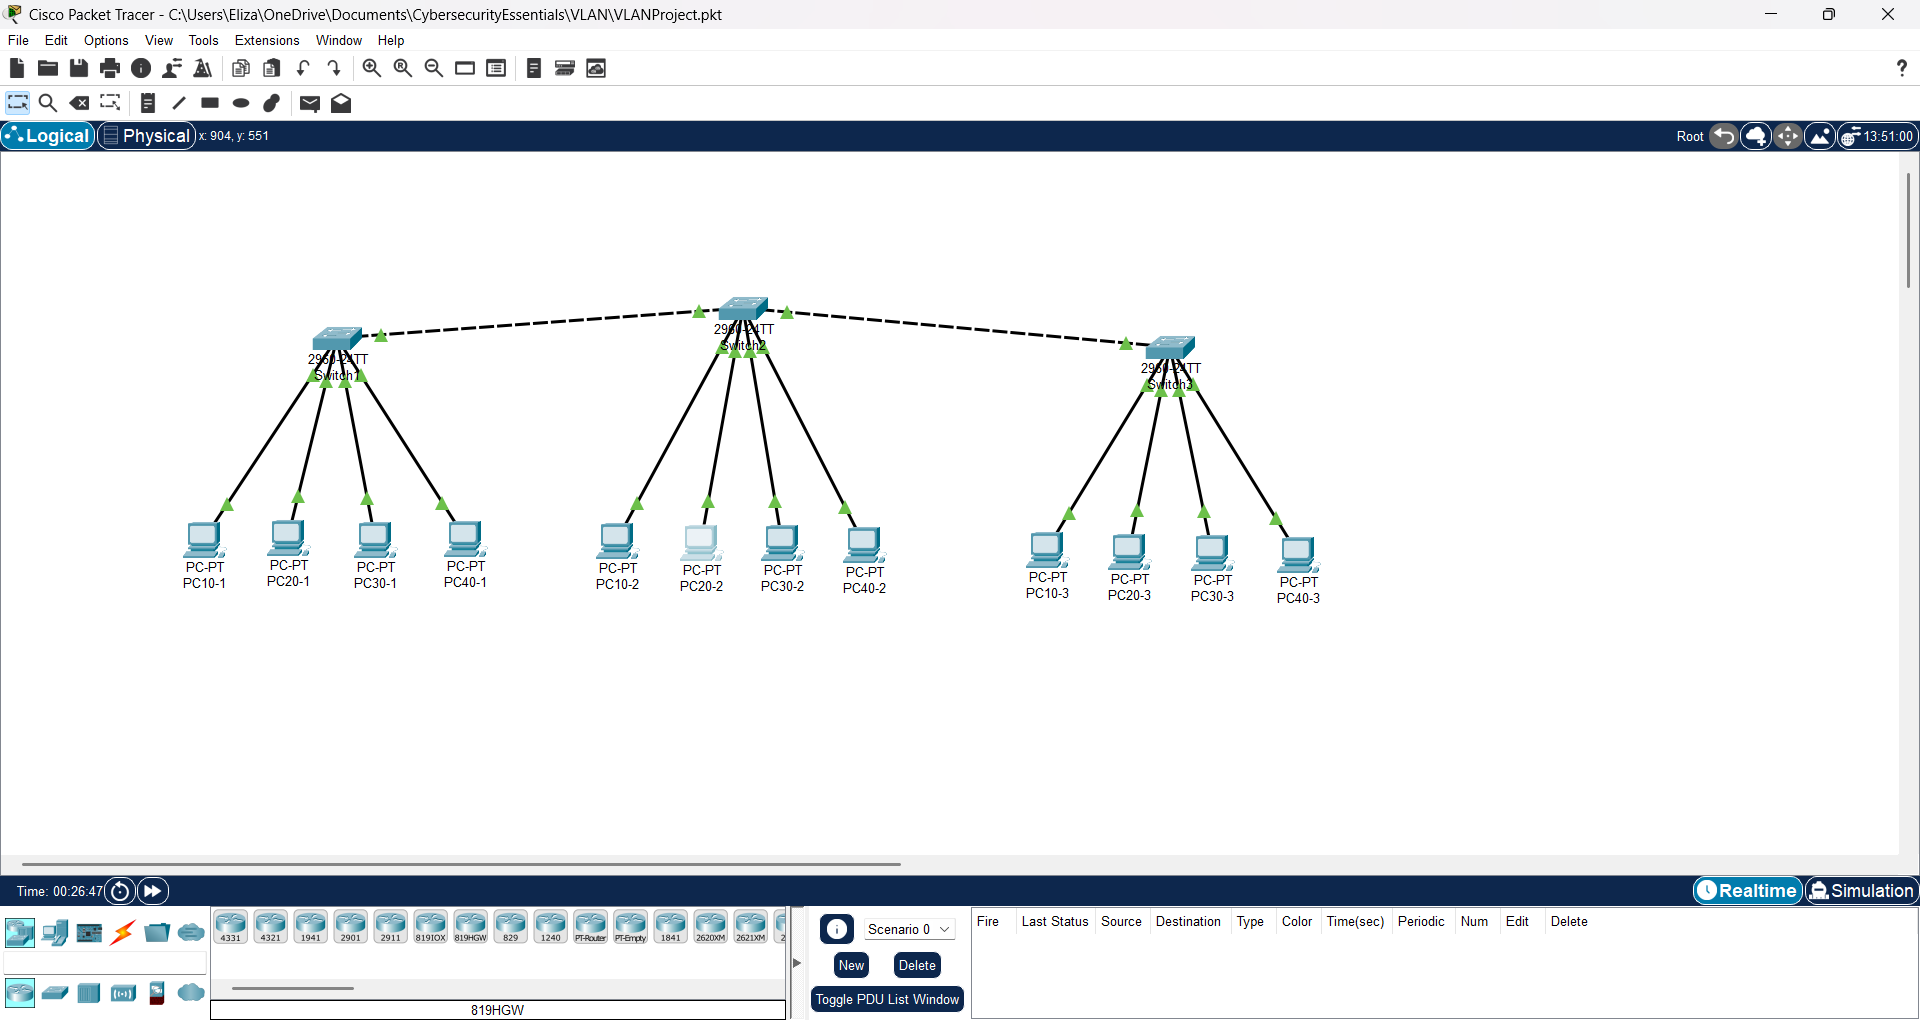 Cisco Packet Tracer - C:\Users\Eliza\OneDrive\Documents\CybersecurityEssentials\VLAN\VLANProject.pkt
File Edit Options View Tools Extensions Window Help
?
Logical Physical x: 904, y: 551 Root 13:51:00
2960-24TT
Switch2
2960-24TT
Switch1
2960-24TT
Switch3
PC-PT
PC10-1
PC-PT
PC20-1
PC-PT
PC30-1
PC-PT
PC40-1
PC-PT
PC10-2
PC-PT
PC20-2
PC-PT
PC30-2
PC-PT
PC40-2
PC-PT
PC10-3
PC-PT
PC20-3
PC-PT
PC30-3
PC-PT
PC40-3
Time: 00:26:47 Realtime Simulation
4331 4321 1941 2901 2911 819IOX 819HGW 829 1240 PT-Router PT-Empty 1841 2620XM 2621XM 2
819HGW
Scenario 0
New Delete
Toggle PDU List Window
Fire Last Status Source Destination Type Color Time(sec) Periodic Num Edit Delete